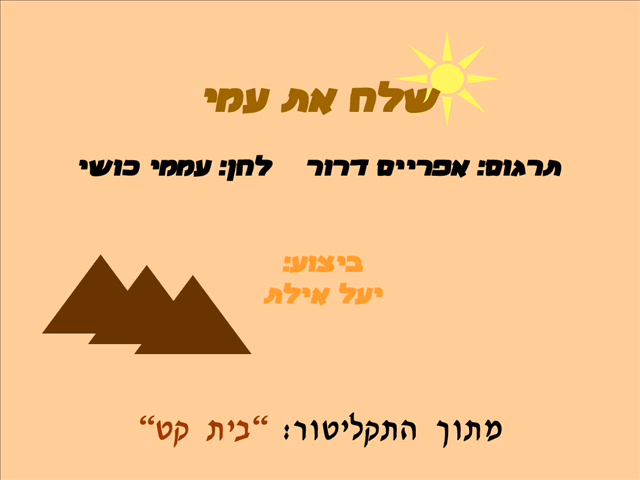 שלח את עמי
תרגום: אפריים דרור לחן: עממי כושי
ביצוע:
יעל אילת
מתוך התקליטור: “בית קט“